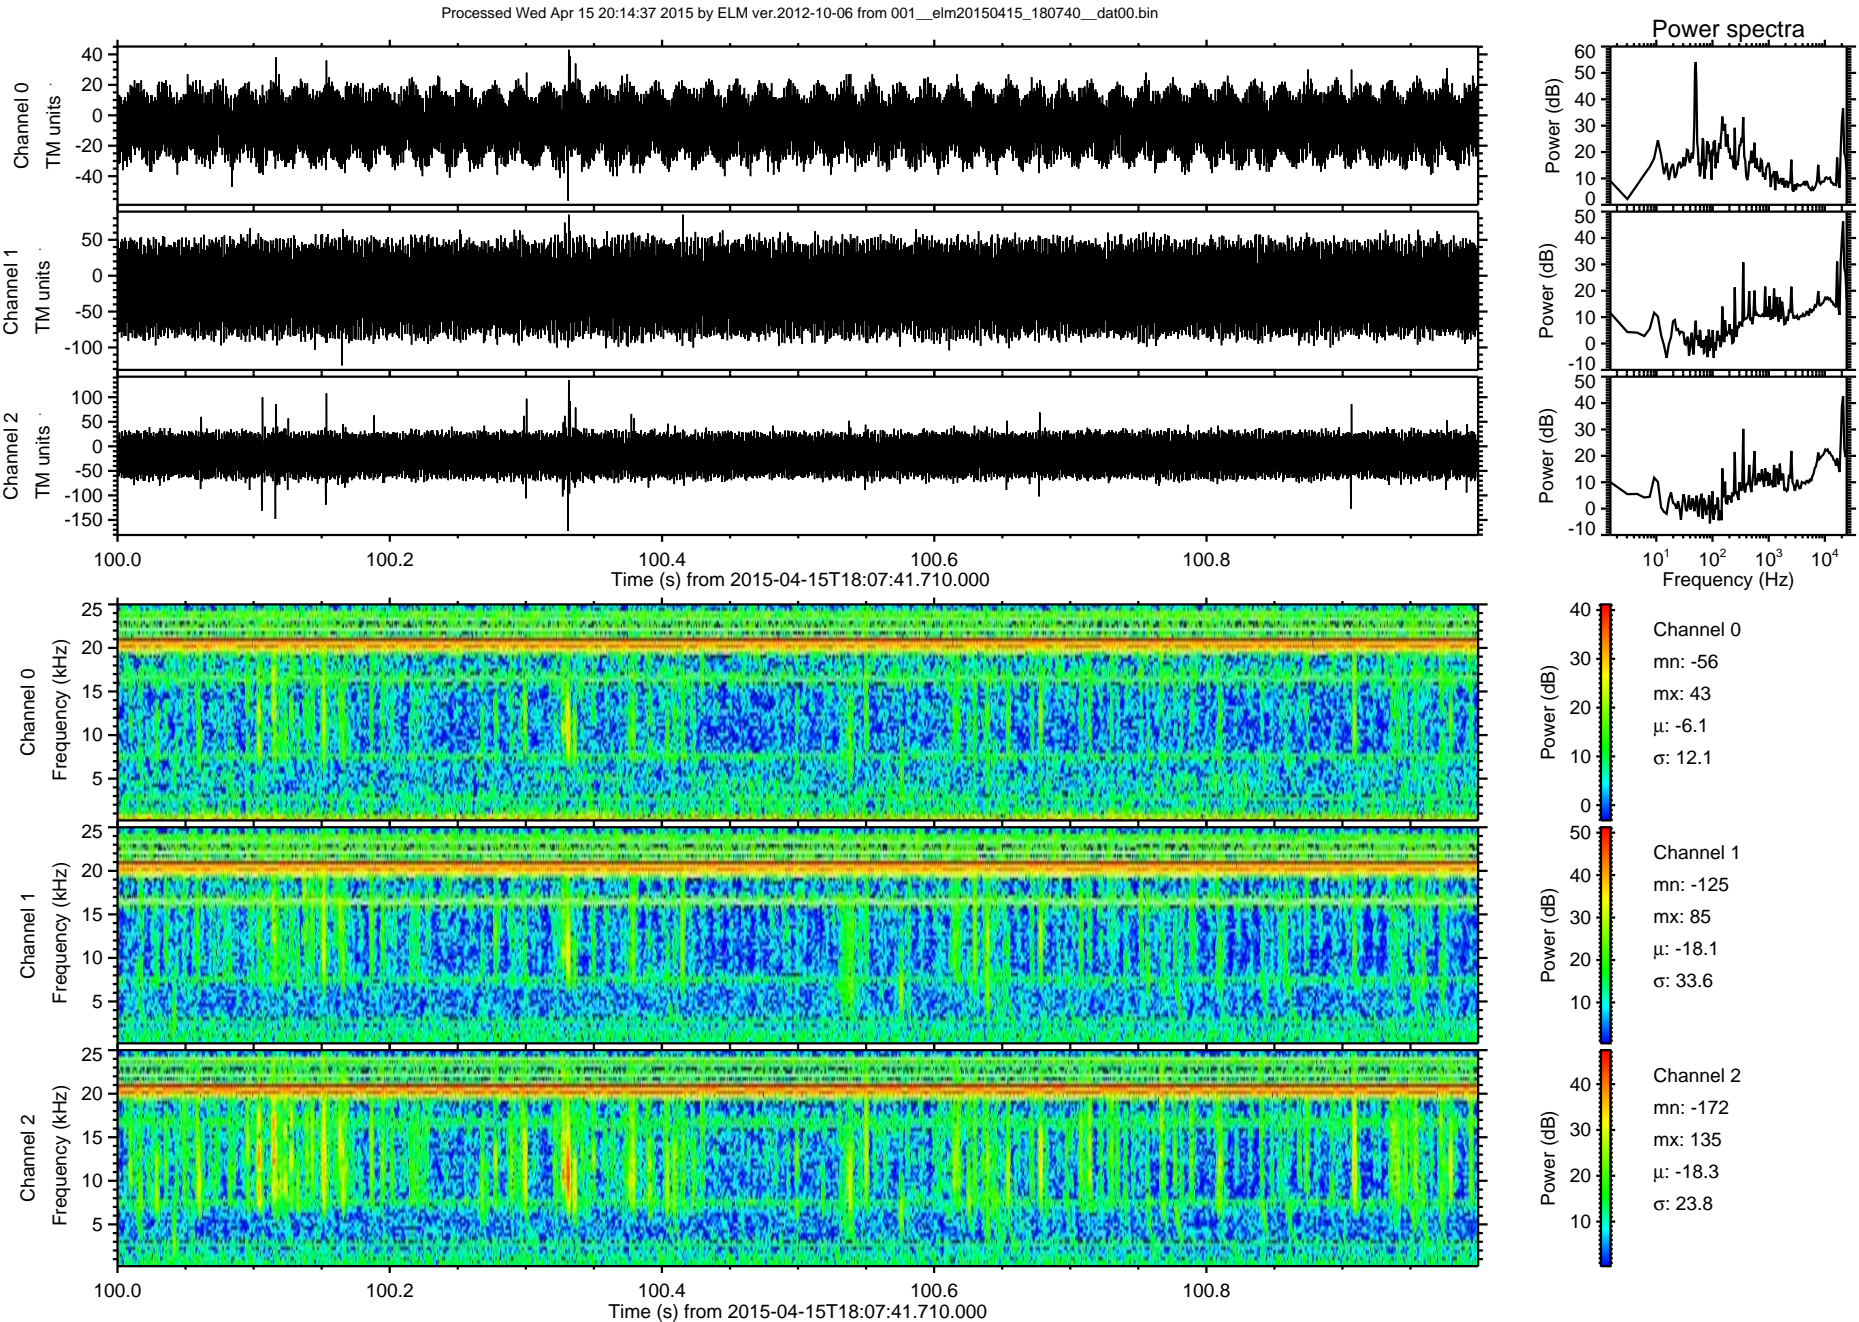 Processed Wed Apr 15 20:14:37 2015 by ELM ver.2012-10-06 from 001__elm20150415_180740__dat00.bin
Power spectra
Channel 0
TM units
40
20
0
-20
-40
Power (dB)
60
50
40
30
20
10
0
Channel 1
TM units
50
0
-50
-100
Power (dB)
50
40
30
20
10
0
-10
Channel 2
TM units
100
50
0
-50
-100
-150
Power (dB)
50
40
30
20
10
0
-10
100.0 100.2 100.4 100.6 100.8
Time (s) from 2015-04-15T18:07:41.710.000
10^1 10^2 10^3 10^4
Frequency (Hz)
Channel 0
Frequency (kHz)
25
20
15
10
5
Power (dB)
40
30
20
10
0
Channel 0
mn: -56
mx: 43
μ: -6.1
σ: 12.1
Channel 1
Frequency (kHz)
25
20
15
10
5
Power (dB)
50
40
30
20
10
Channel 1
mn: -125
mx: 85
μ: -18.1
σ: 33.6
Channel 2
Frequency (kHz)
25
20
15
10
5
Power (dB)
40
30
20
10
Channel 2
mn: -172
mx: 135
μ: -18.3
σ: 23.8
100.0 100.2 100.4 100.6 100.8
Time (s) from 2015-04-15T18:07:41.710.000